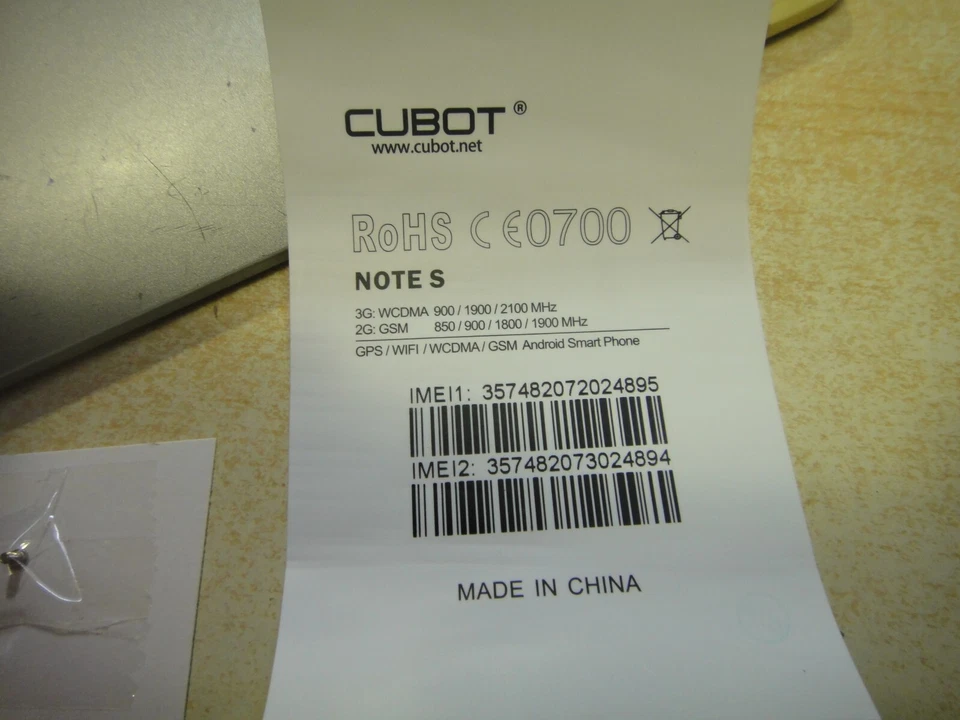 CUBOT®
www.cubot.net
RoHS CE0700
NOTE S
3G: WCDMA 900 / 1900 / 2100 MHz
2G: GSM 850 / 900 / 1800 / 1900 MHz
GPS / WIFI / WCDMA / GSM Android Smart Phone
IMEI1: 357482072024895
IMEI2: 357482073024894
MADE IN CHINA